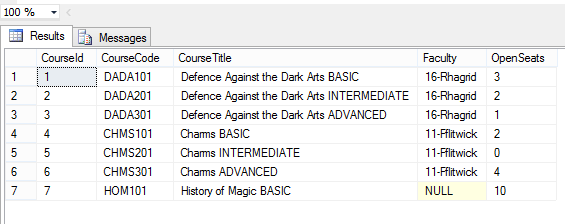 100 %
Results Messages
CourseId CourseCode CourseTitle Faculty OpenSeats
1 1 DADA101 Defence Against the Dark Arts BASIC 16-Rhagrid 3
2 2 DADA201 Defence Against the Dark Arts INTERMEDIATE 16-Rhagrid 2
3 3 DADA301 Defence Against the Dark Arts ADVANCED 16-Rhagrid 1
4 4 CHMS101 Charms BASIC 11-Fflitwick 2
5 5 CHMS201 Charms INTERMEDIATE 11-Fflitwick 0
6 6 CHMS301 Charms ADVANCED 11-Fflitwick 4
7 7 HOM101 History of Magic BASIC NULL 10